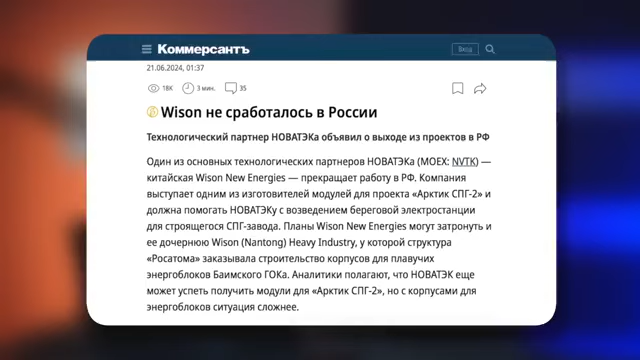 Коммерсантъ
Вход
21.06.2024, 01:37
18K 3 мин. 35
Wison не сработалось в России
Технологический партнер НОВАТЭКа объявил о выходе из проектов в РФ
Один из основных технологических партнеров НОВАТЭКа (MOEX: NVTK) —
китайская Wison New Energies — прекращает работу в РФ. Компания
выступает одним из изготовителей модулей для проекта «Арктик СПГ-2» и
должна помогать НОВАТЭКу с возведением береговой электростанции
для строящегося СПГ-завода. Планы Wison New Energies могут затронуть и
ее дочернюю Wison (Nantong) Heavy Industry, у которой структура
«Росатома» заказывала строительство корпусов для плавучих
энергоблоков Баимского ГОКа. Аналитики полагают, что НОВАТЭК еще
может успеть получить модули для «Арктик СПГ-2», но с корпусами для
энергоблоков ситуация сложнее.